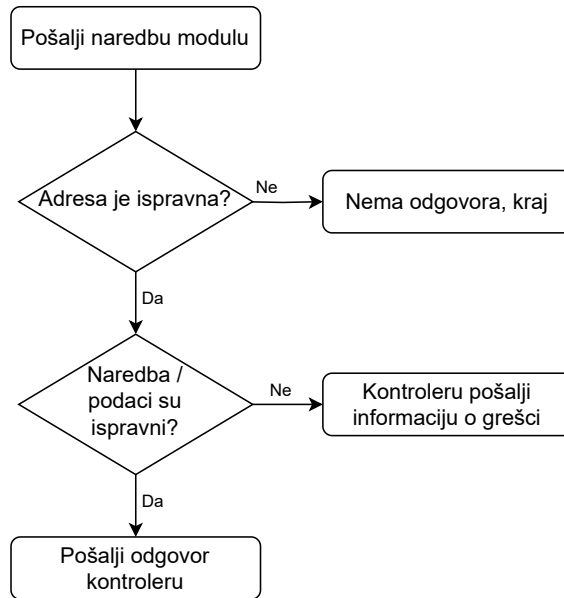 Pošalji naredbu modulu
Adresa je ispravna?
Ne
Nema odgovora, kraj
Da
Naredba /
podaci su
ispravni?
Ne
Kontroleru pošalji
informaciju o grešci
Da
Pošalji odgovor
kontroleru